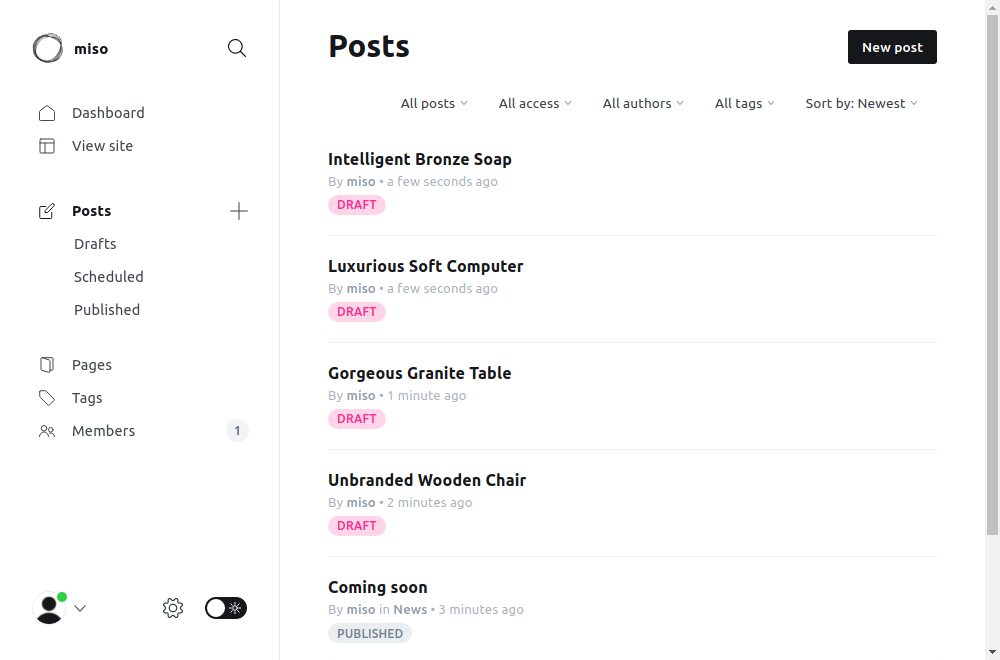 miso
Dashboard
View site
Posts
Drafts
Scheduled
Published
Pages
Tags
Members 1
Posts
New post
All posts All access All authors All tags Sort by: Newest
Intelligent Bronze Soap
By miso • a few seconds ago
DRAFT
Luxurious Soft Computer
By miso • a few seconds ago
DRAFT
Gorgeous Granite Table
By miso • 1 minute ago
DRAFT
Unbranded Wooden Chair
By miso • 2 minutes ago
DRAFT
Coming soon
By miso in News • 3 minutes ago
PUBLISHED